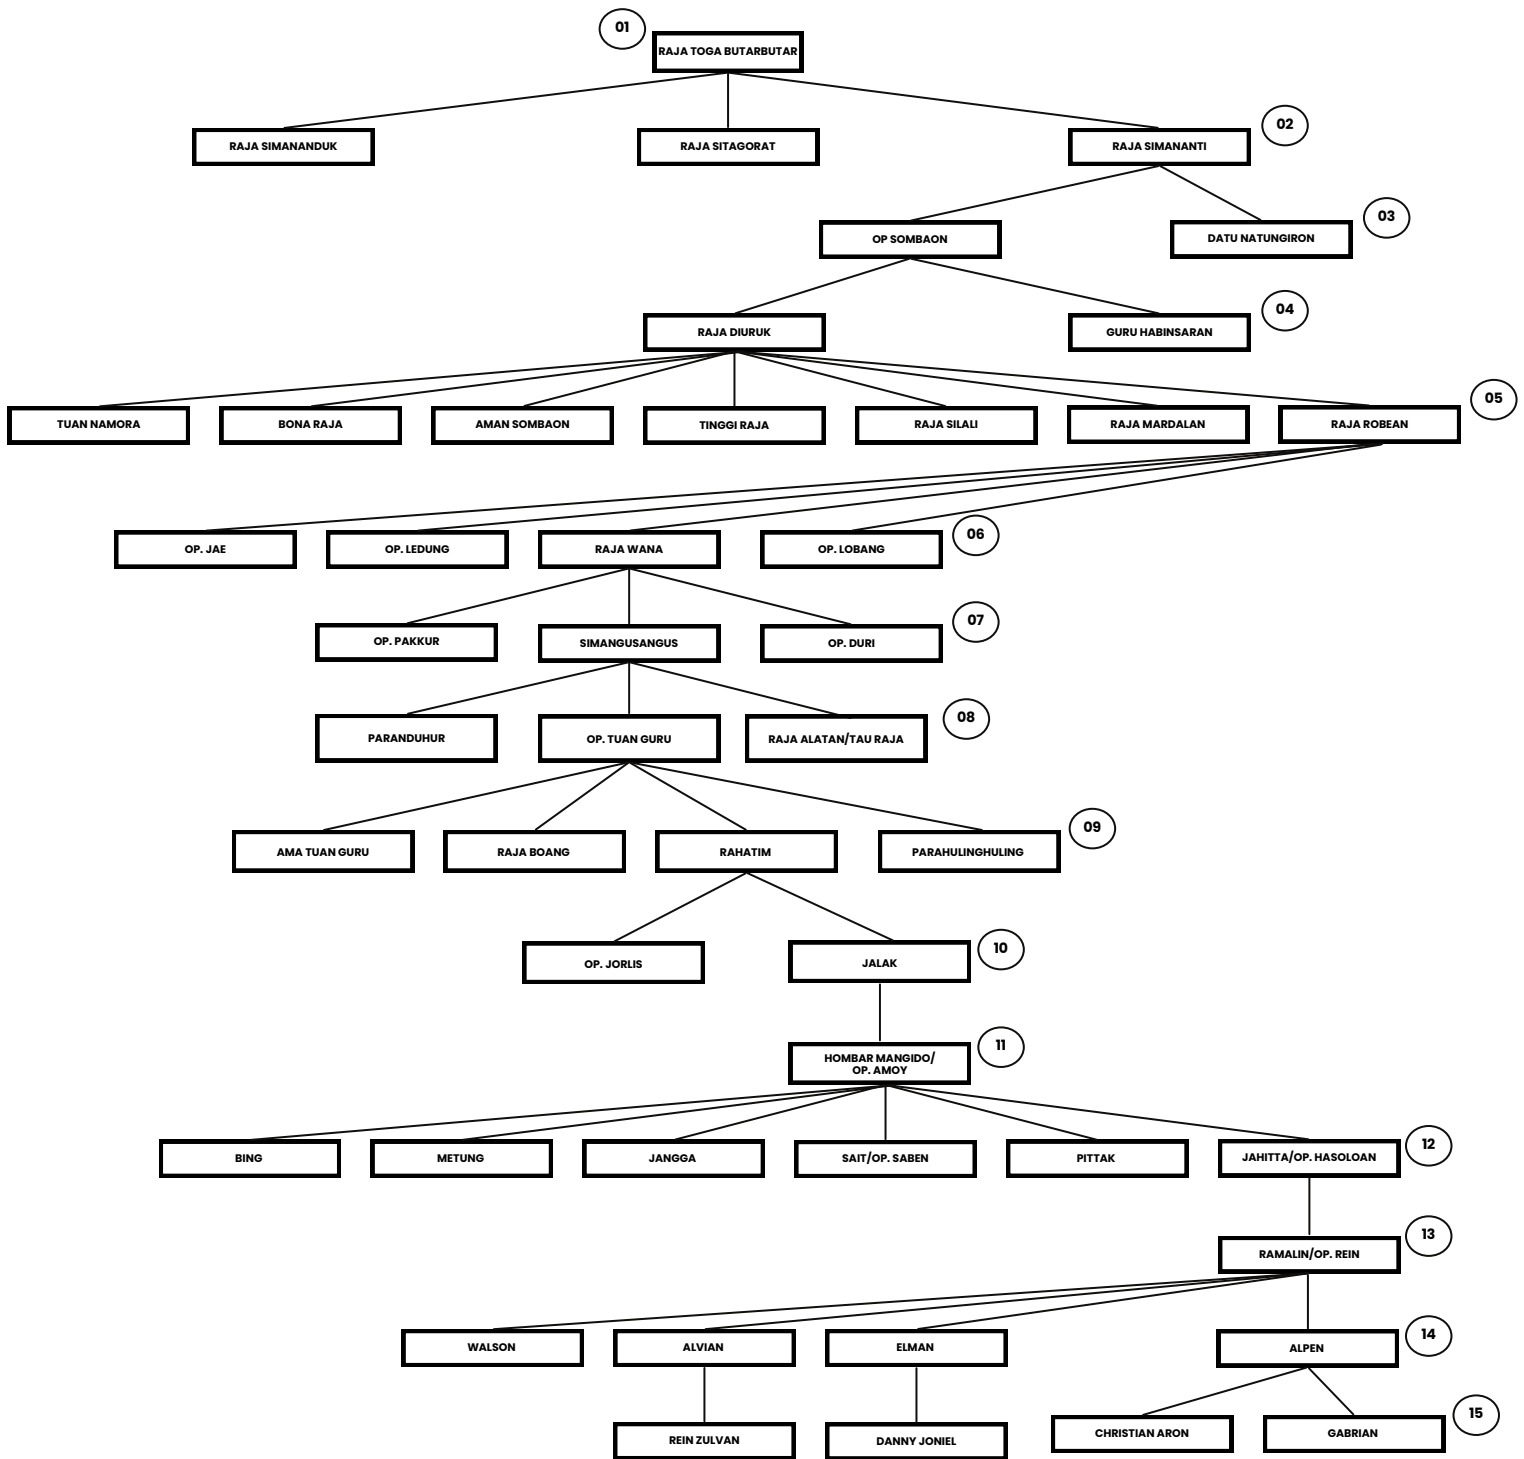 01
RAJA TOGA BUTARBUTAR
RAJA SIMANANDUK
RAJA SITAGORAT
RAJA SIMANANTI
02
OP SOMBAON
DATU NATUNGIRON
03
RAJA DIURUK
GURU HABINSARAN
04
TUAN NAMORA
BONA RAJA
AMAN SOMBAON
TINGGI RAJA
RAJA SILALI
RAJA MARDALAN
RAJA ROBEAN
05
OP. JAE
OP. LEDUNG
RAJA WANA
OP. LOBANG
06
OP. PAKKUR
SIMANGUSANGUS
OP. DURI
07
PARANDUHUR
OP. TUAN GURU
RAJA ALATAN/TAU RAJA
08
AMA TUAN GURU
RAJA BOANG
RAHATIM
PARAHULINGHULING
09
OP. JORLIS
JALAK
10
HOMBAR MANGIDO/
OP. AMOY
11
BING
METUNG
JANGGA
SAIT/OP. SABEN
PITTAK
JAHITTA/OP. HASOLOAN
12
RAMALIN/OP. REIN
13
WALSON
ALVIAN
ELMAN
ALPEN
14
REIN ZULVAN
DANNY JONIEL
CHRISTIAN ARON
GABRIAN
15